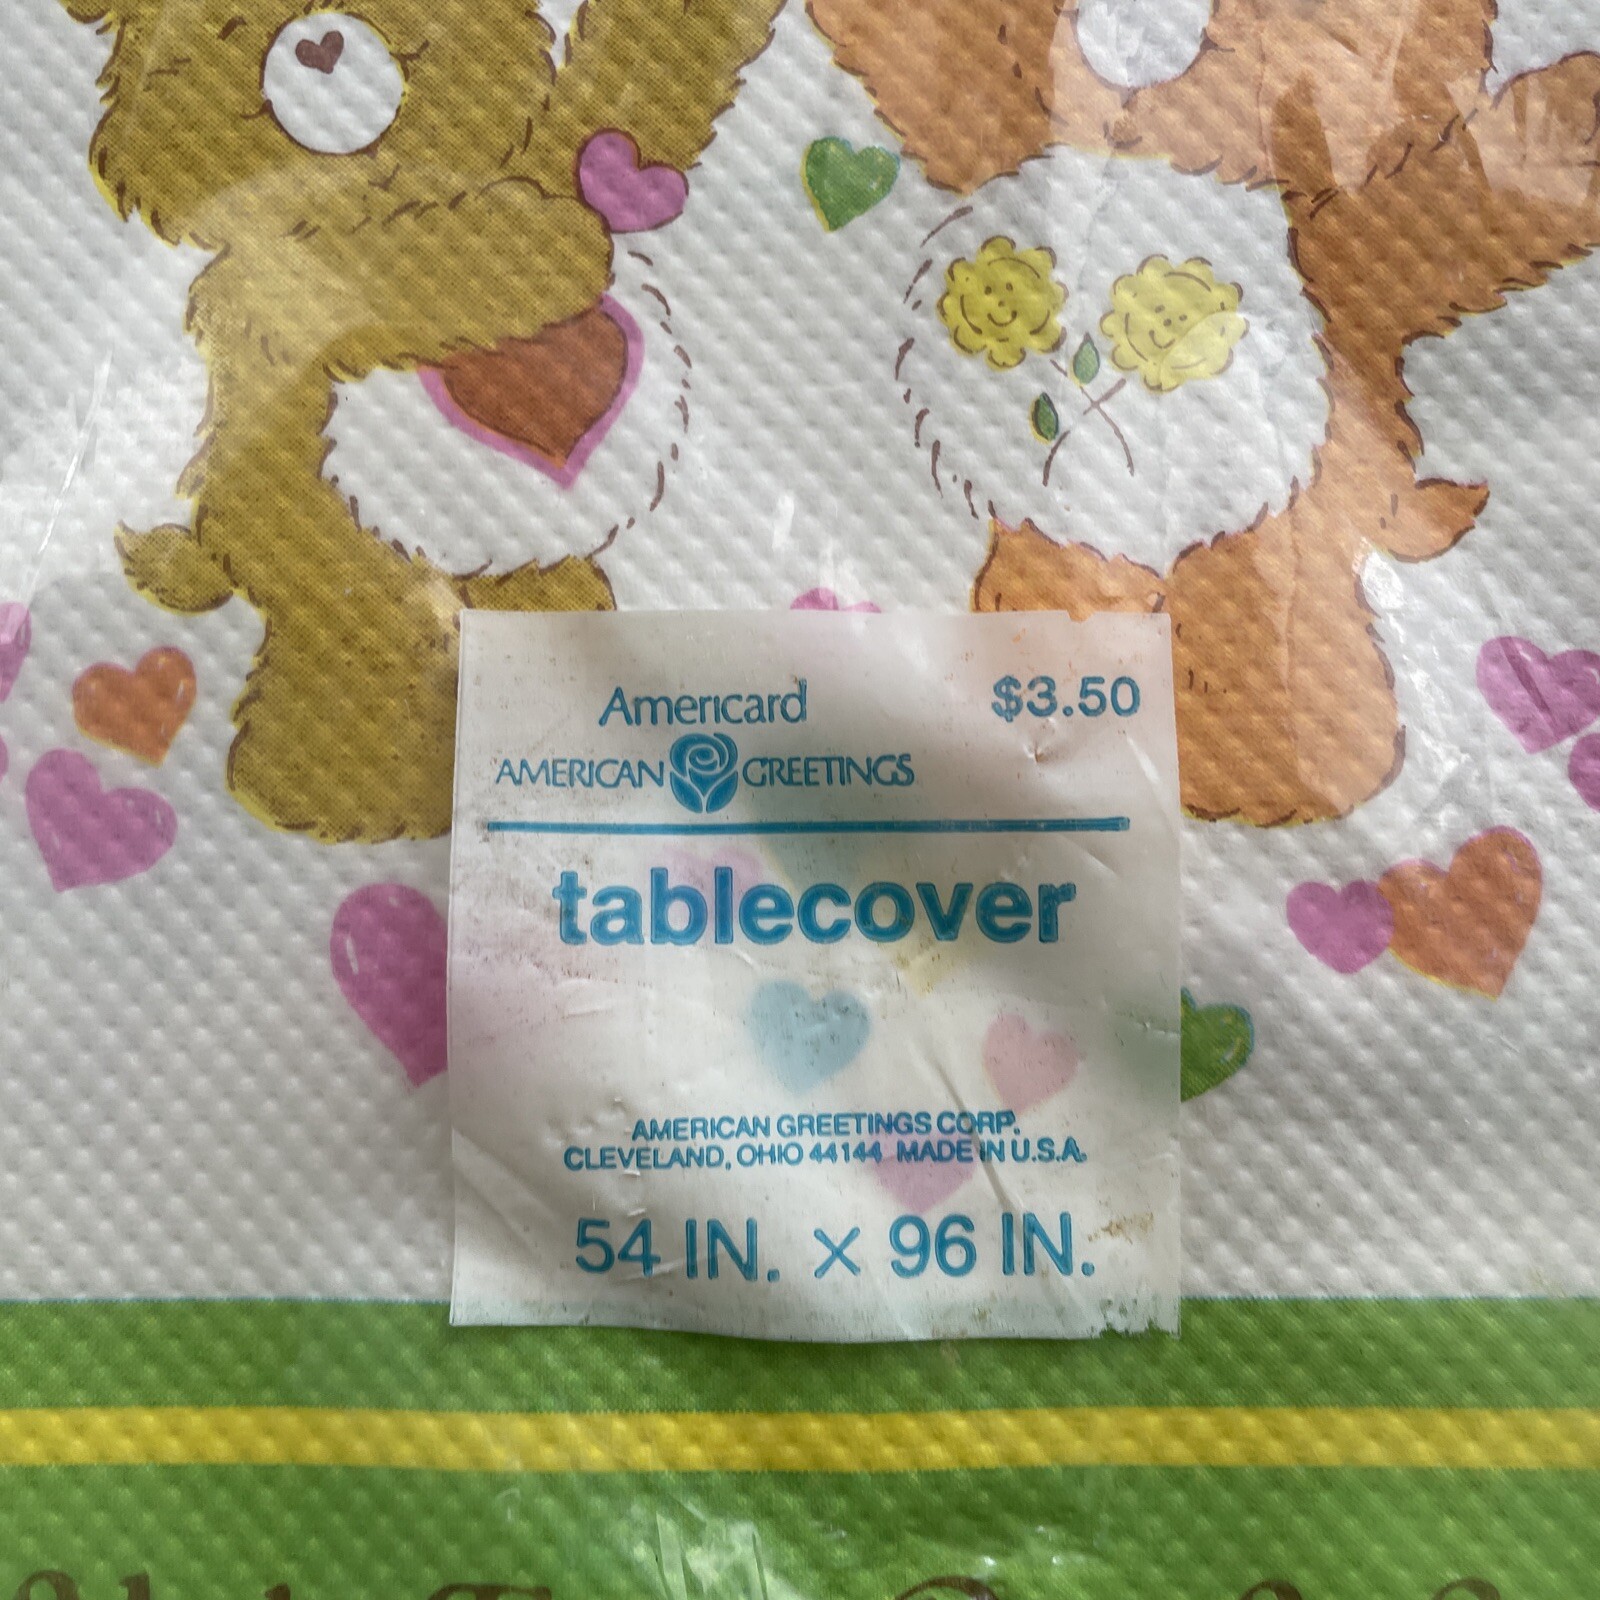 Americard $3.50
AMERICAN GREETINGS
tablecover
AMERICAN GREETINGS CORP.
CLEVELAND, OHIO 44144 MADE IN U.S.A.
54 IN. x 96 IN.